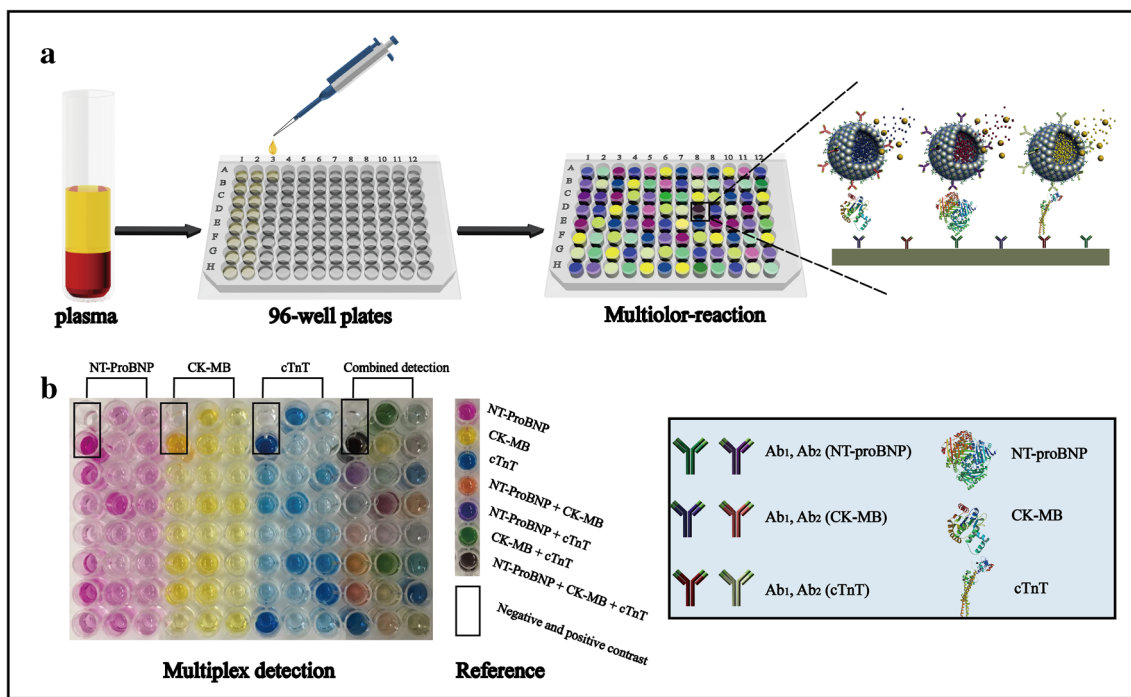 a
1 2 3 4 5 6 7 8 9 10 11 12
A
B
C
D
E
F
G
H
1 2 3 4 5 6 7 8 8 9 10 11 12
A
B
C
D
E
F
G
H
plasma
96-well plates
Multiolor-reaction
b
NT-ProBNP
CK-MB
cTnT
Combined detection
NT-ProBNP
CK-MB
cTnT
NT-ProBNP + CK-MB
NT-ProBNP + cTnT
CK-MB + cTnT
NT-ProBNP + CK-MB + cTnT
Negative and positive contrast
Multiplex detection
Reference
Ab1, Ab2 (NT-proBNP)
NT-proBNP
Ab1, Ab2 (CK-MB)
CK-MB
Ab1, Ab2 (cTnT)
cTnT